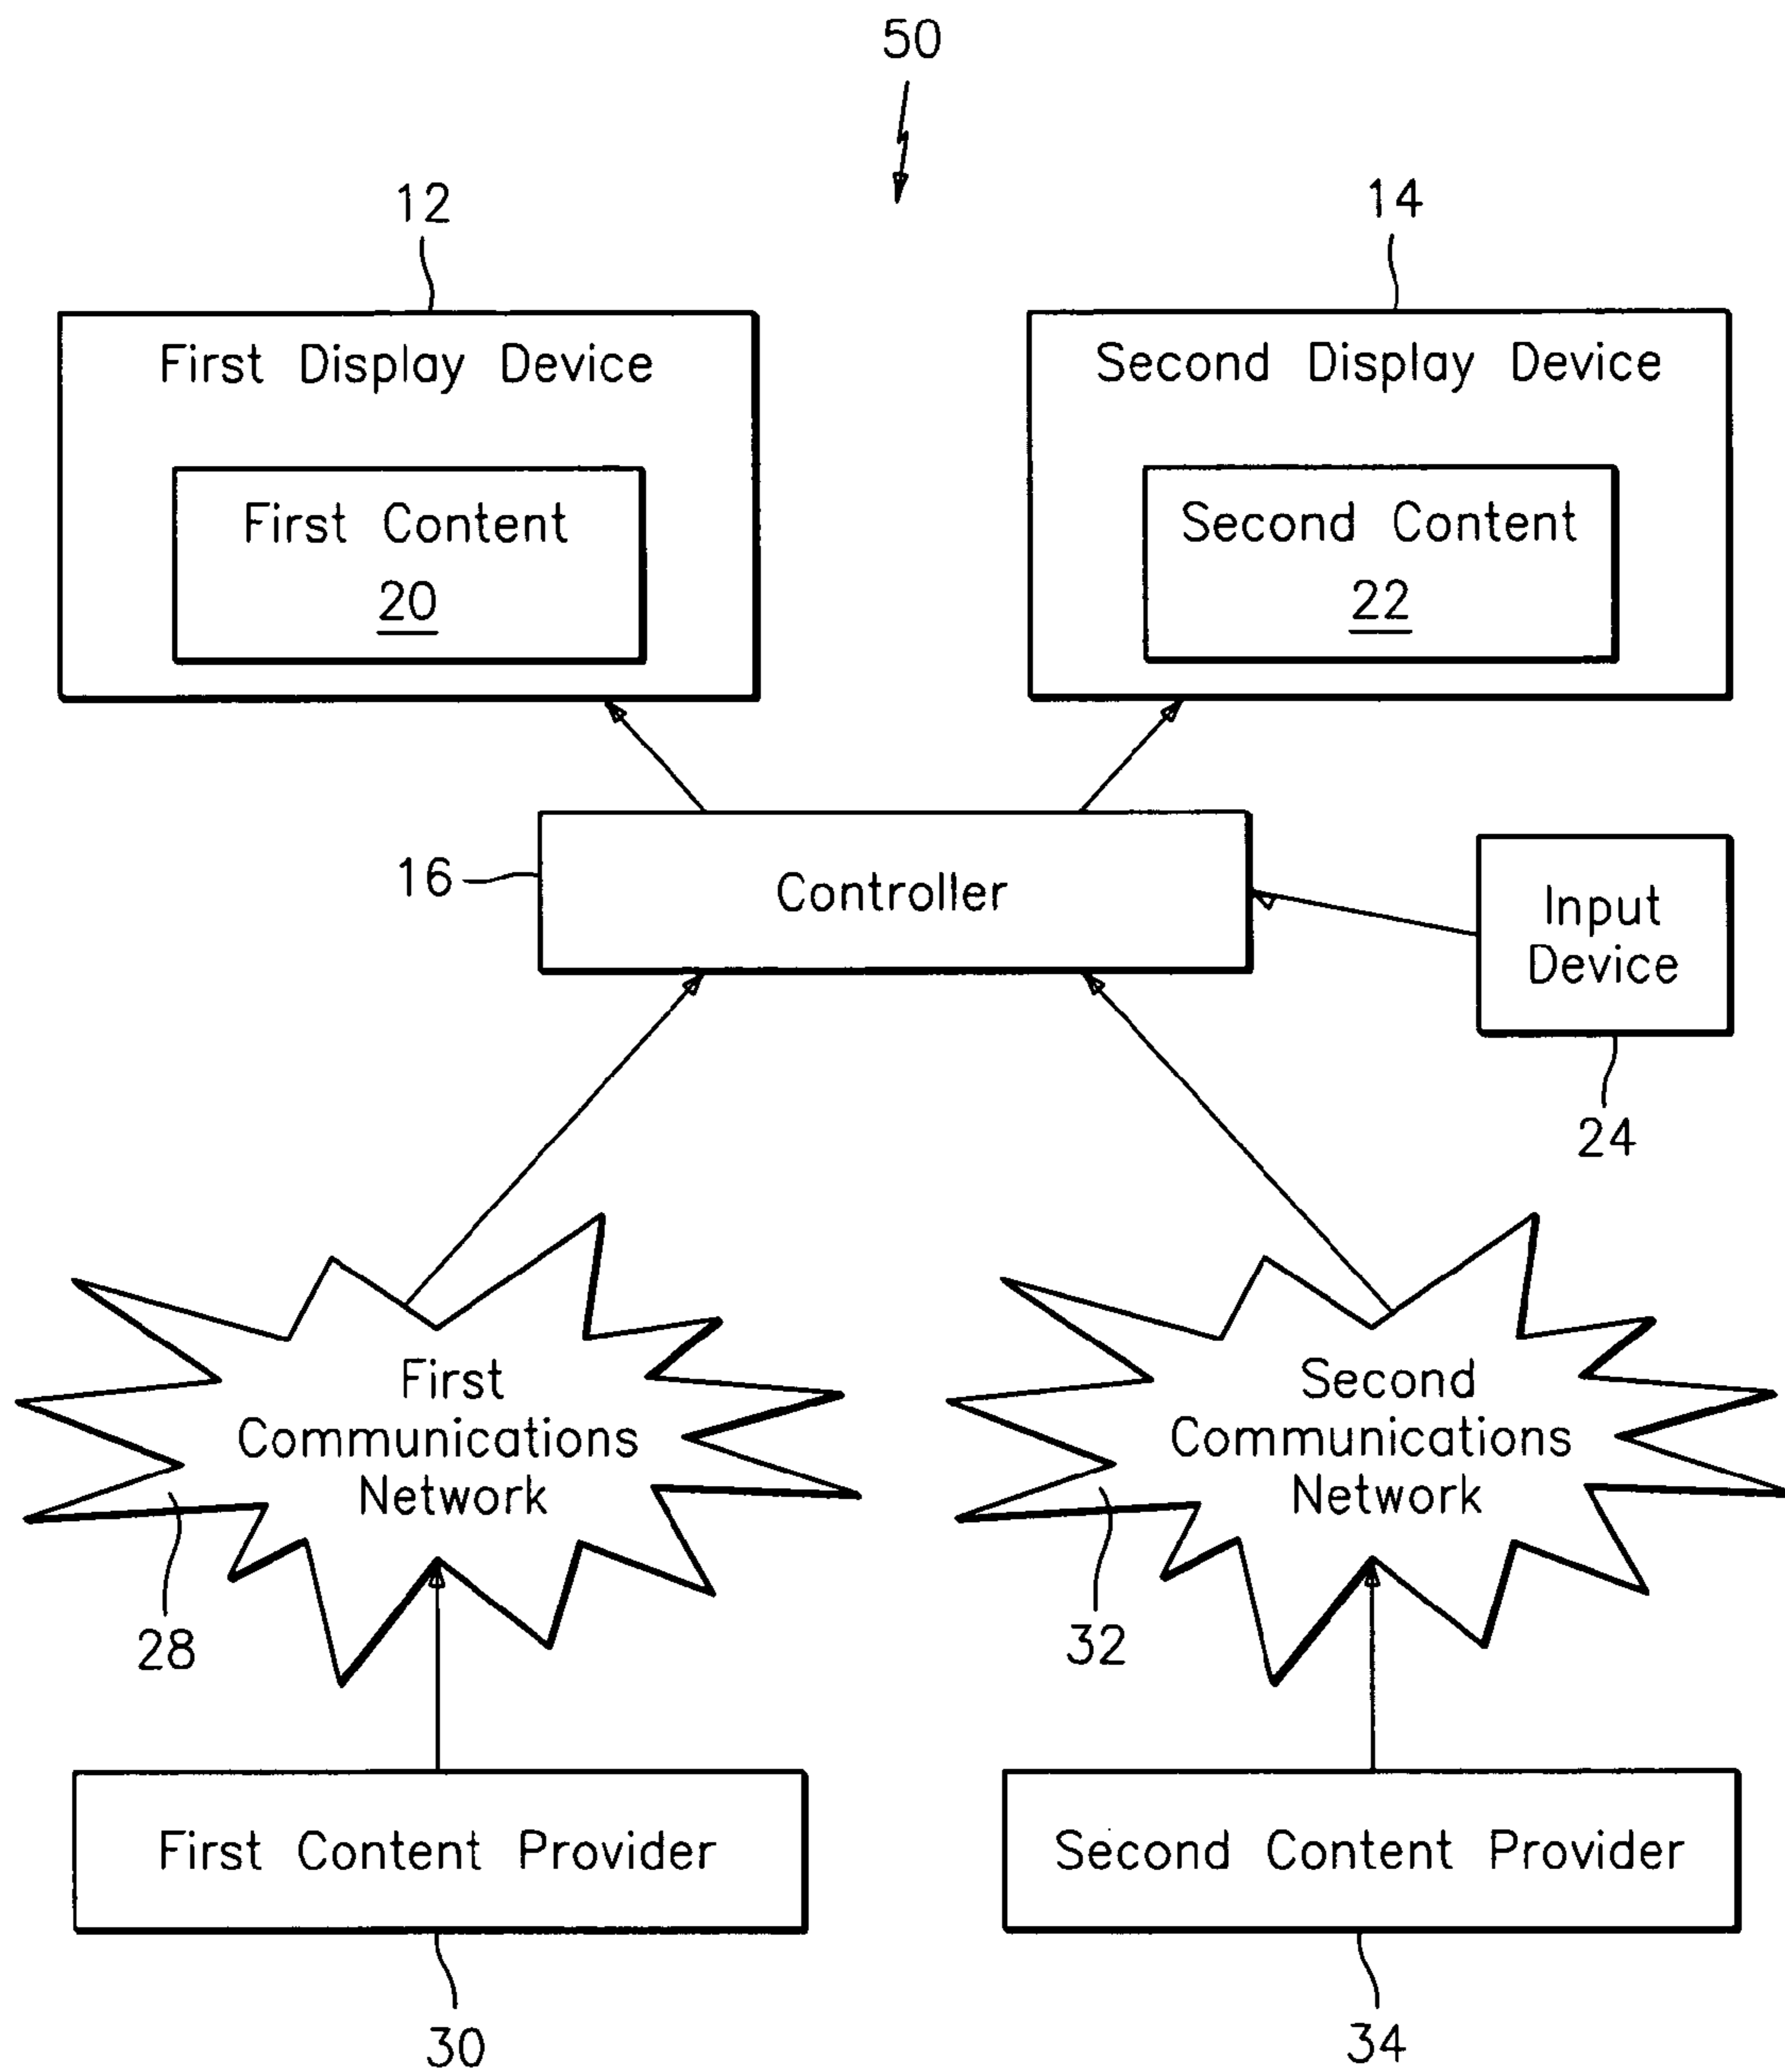 50
12
14
First Display Device
Second Display Device
First Content
20
Second Content
22
16
Controller
Input
Device
24
First
Communications
Network
Second
Communications
Network
28
32
First Content Provider
Second Content Provider
30
34